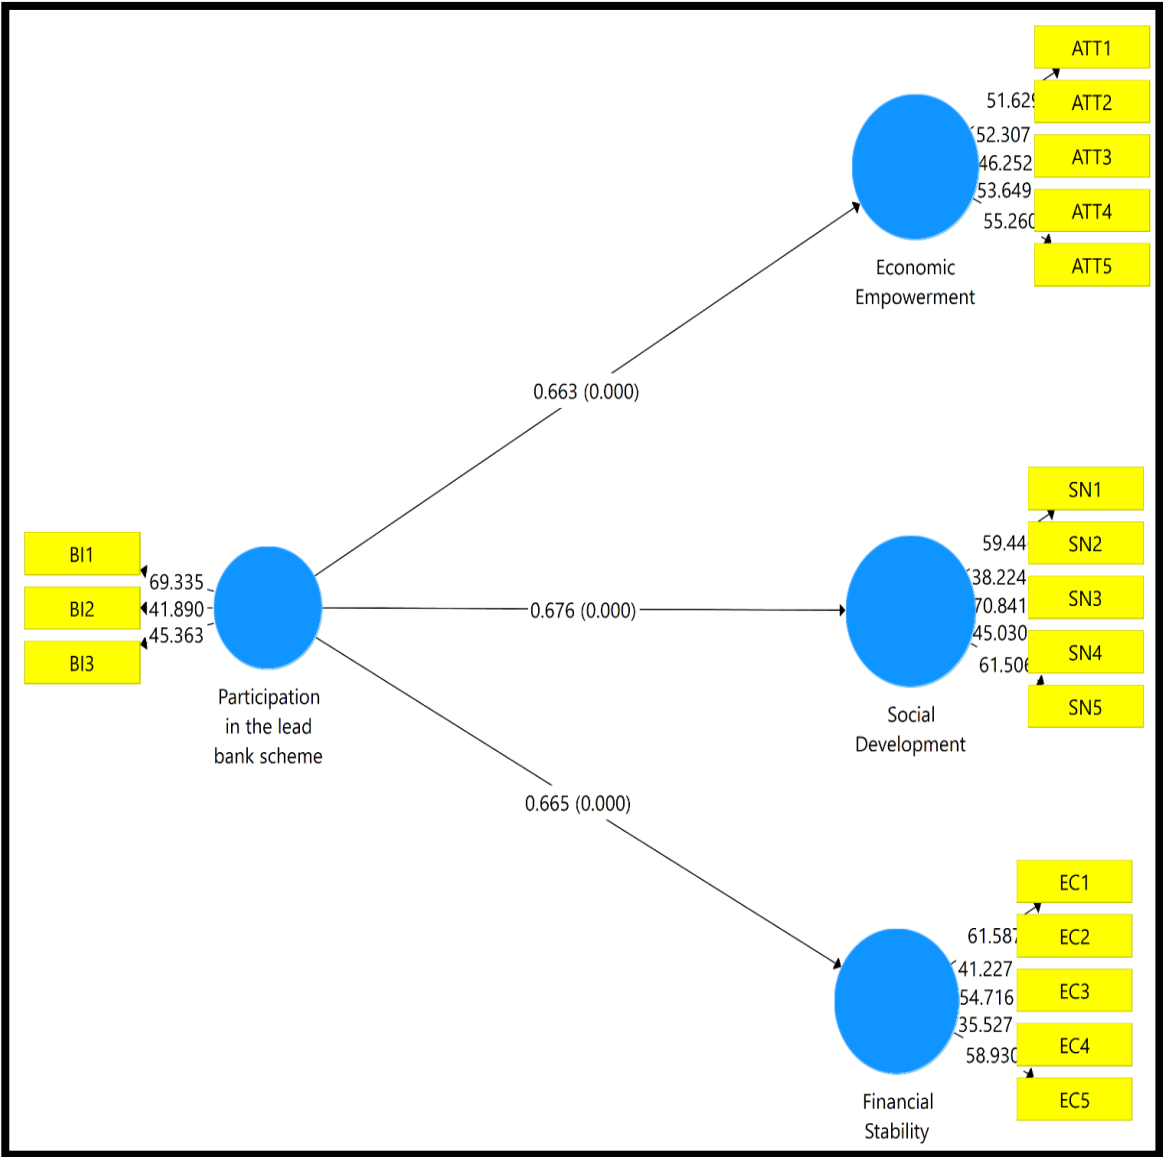 ATT1
51.629
ATT2
52.307
ATT3
46.252
53.649
ATT4
55.260
ATT5
Economic
Empowerment
0.663 (0.000)
SN1
59.44
SN2
38.224
SN3
70.841
45.030
SN4
61.506
SN5
Social
Development
0.676 (0.000)
BI1
69.335
BI2
41.890
45.363
BI3
Participation
in the lead
bank scheme
0.665 (0.000)
EC1
61.587
EC2
41.227
EC3
54.716
35.527
EC4
58.930
EC5
Financial
Stability